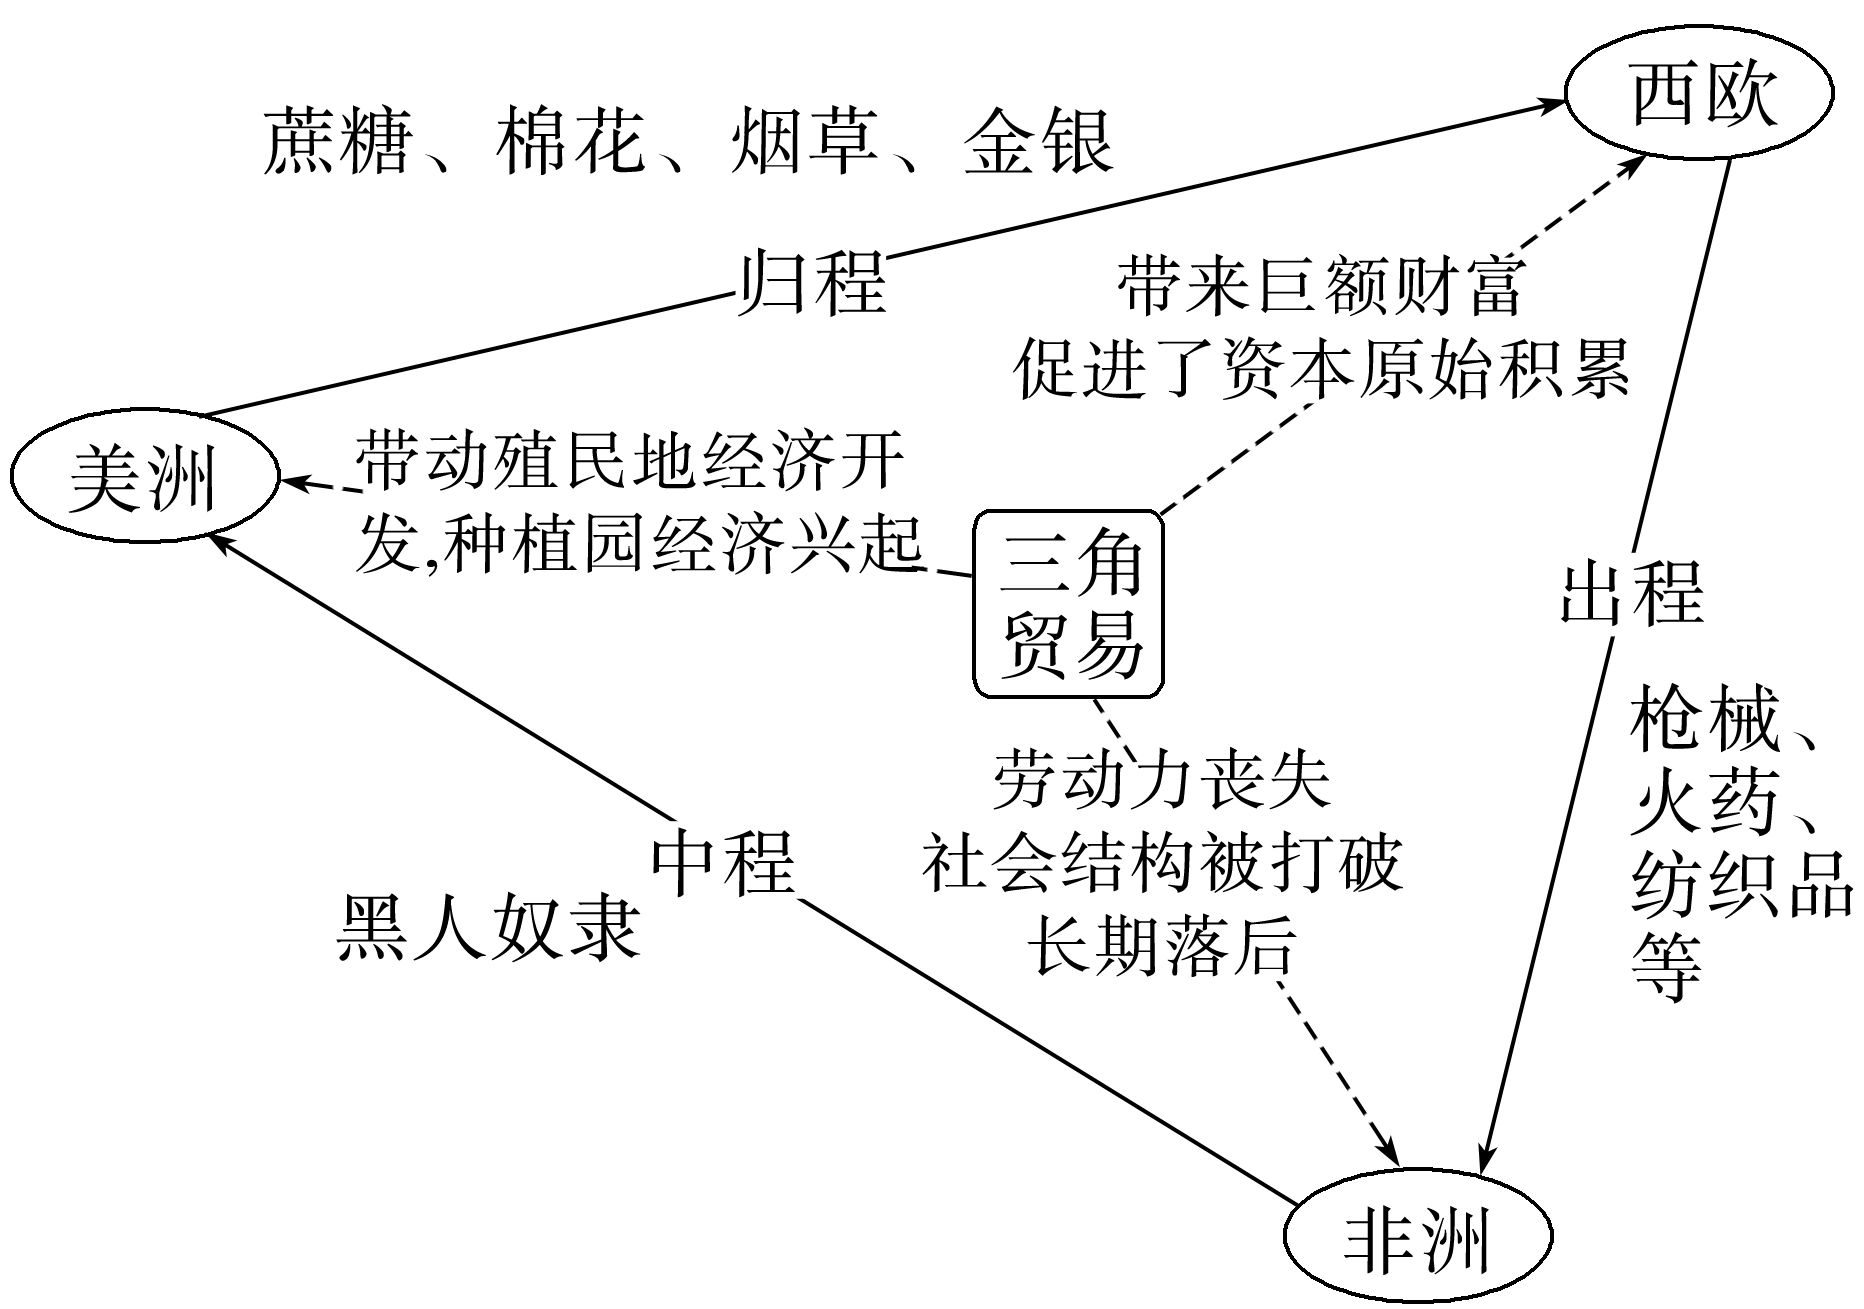 西欧
蔗糖、棉花、烟草、金银
归程
带来巨额财富
促进了资本原始积累
美洲
带动殖民地经济开
发,种植园经济兴起
三角
贸易
出程
枪械、
火药、
纺织品
等
劳动力丧失
社会结构被打破
长期落后
中程
黑人奴隶
非洲